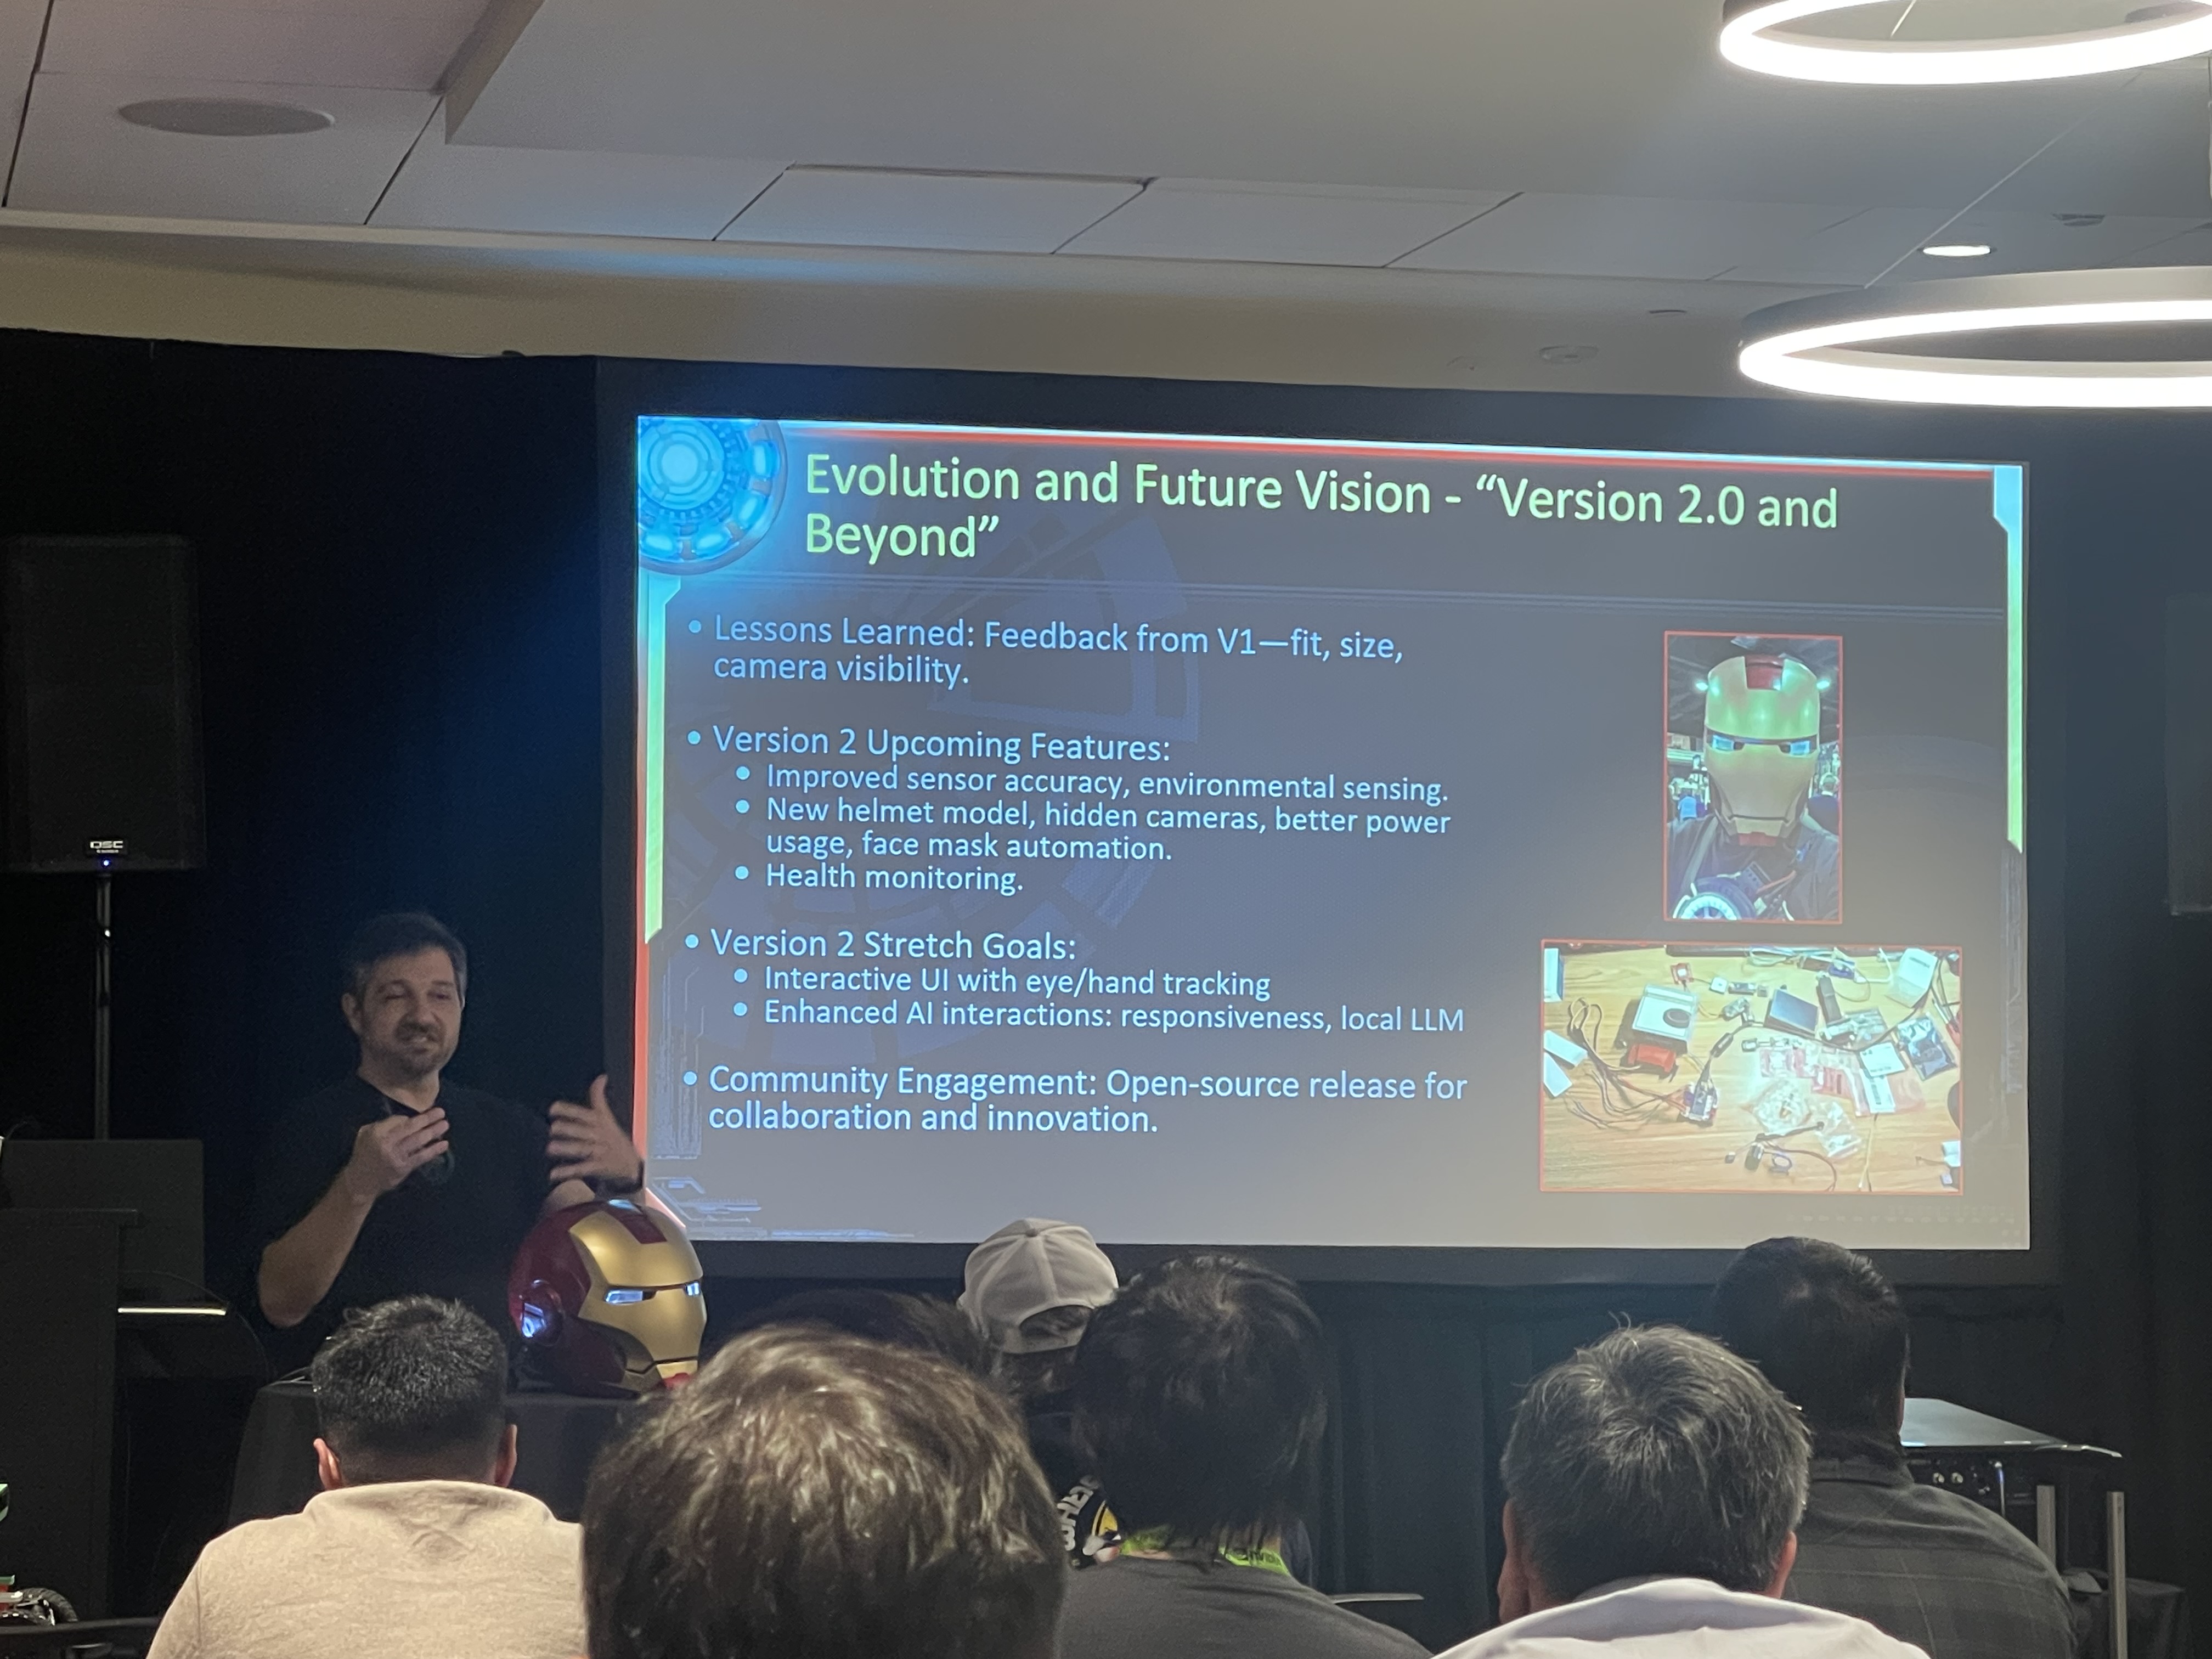 Evolution and Future Vision - “Version 2.0 and
Beyond”
• Lessons Learned: Feedback from V1—fit, size,
camera visibility.
• Version 2 Upcoming Features:
• Improved sensor accuracy, environmental sensing.
• New helmet model, hidden cameras, better power
usage, face mask automation.
• Health monitoring.
• Version 2 Stretch Goals:
• Interactive UI with eye/hand tracking
• Enhanced AI interactions: responsiveness, local LLM
• Community Engagement: Open-source release for
collaboration and innovation.
QSC